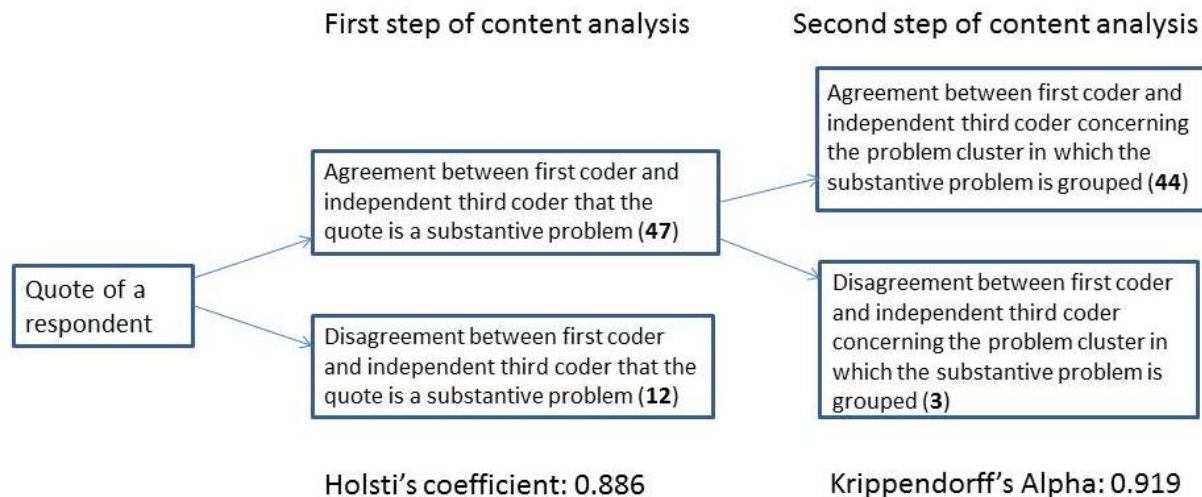 First step of content analysis
Second step of content analysis
Quote of a
respondent
Agreement between first coder and
independent third coder that the
quote is a substantive problem (47)
Disagreement between first coder
and independent third coder that the
quote is a substantive problem (12)
Agreement between first coder and
independent third coder concerning
the problem cluster in which the
substantive problem is grouped (44)
Disagreement between first coder
and independent third coder
concerning the problem cluster in
which the substantive problem is
grouped (3)
Holsti's coefficient: 0.886
Krippendorff's Alpha: 0.919